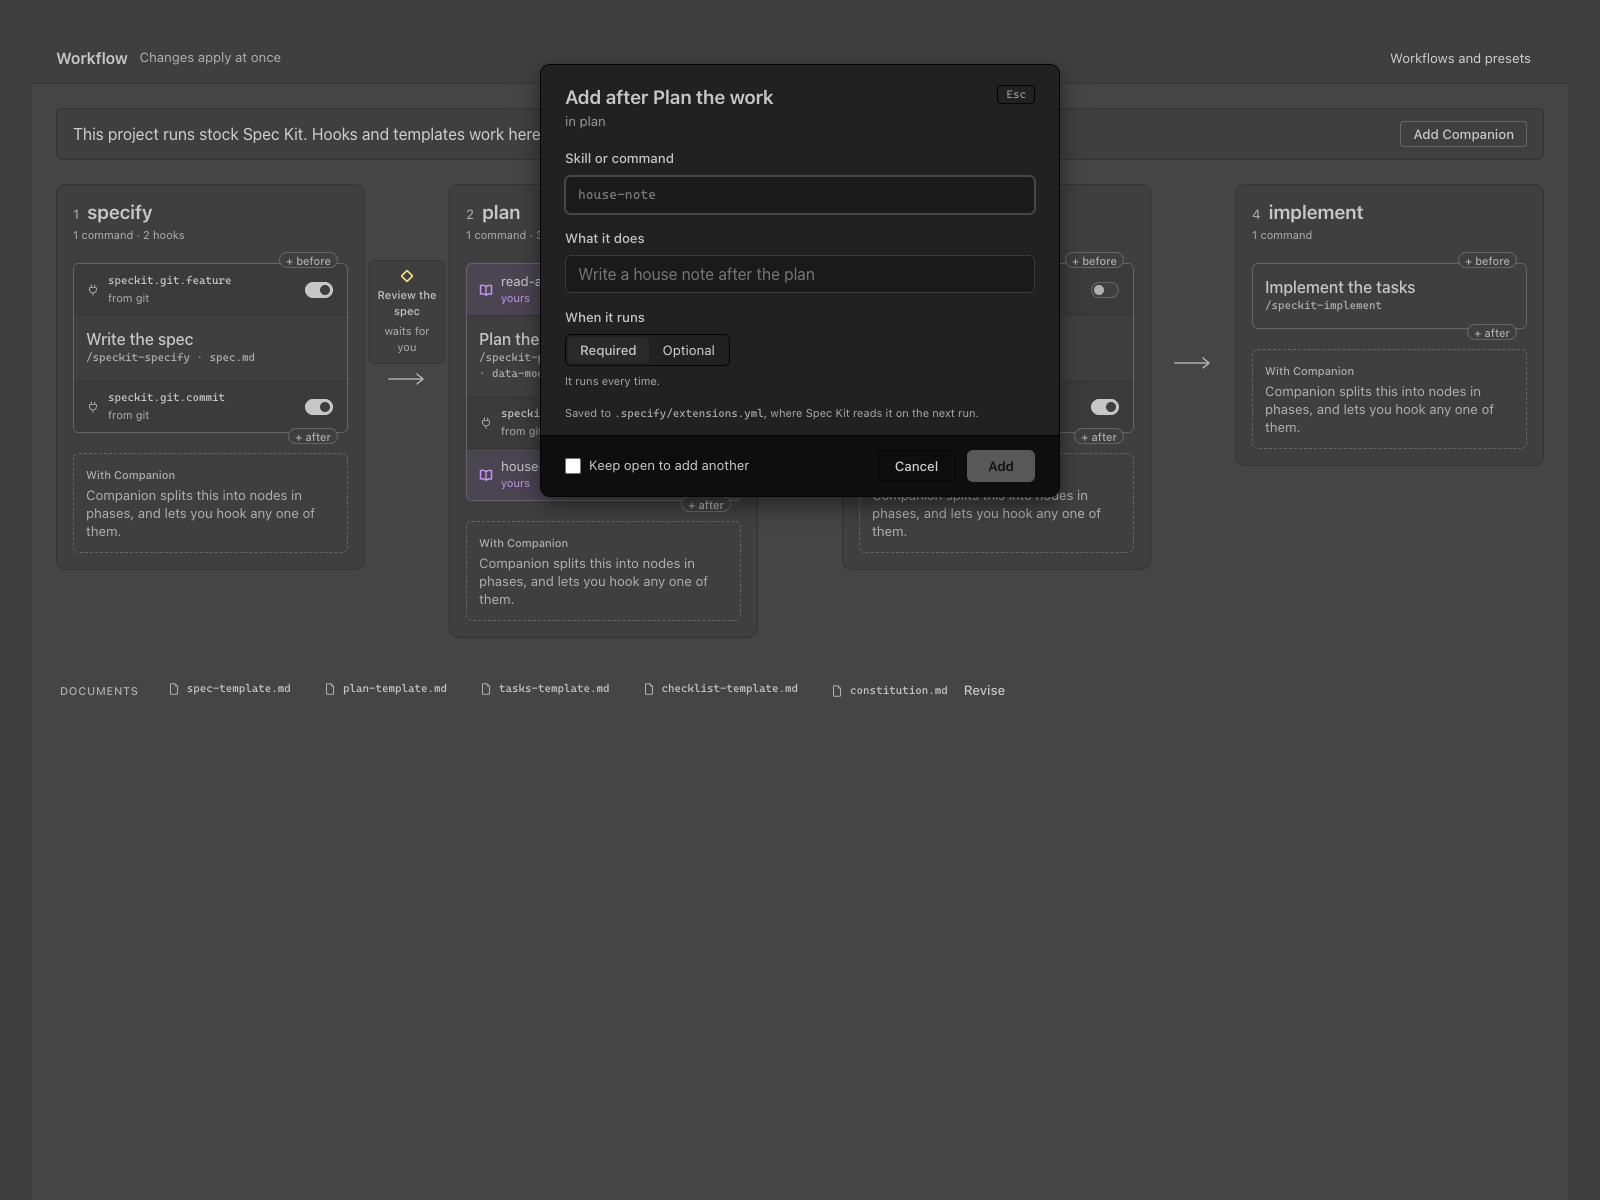 Workflow
Changes apply at once
Workflows and presets
This project runs stock Spec Kit. Hooks and templates work here
Add Companion
1 specify
1 command · 2 hooks
+ before
speckit.git.feature
from git
Write the spec
/speckit-specify · spec.md
speckit.git.commit
from git
+ after
With Companion
Companion splits this into nodes in
phases, and lets you hook any one of
them.
Review the
spec
waits for
you
2 plan
1 command ·
yours
Plan the
from git
yours
+ after
With Companion
Companion splits this into nodes in
phases, and lets you hook any one of
them.
Add after Plan the work
Esc
in plan
Skill or command
house-note
What it does
Write a house note after the plan
When it runs
Required
Optional
It runs every time.
Saved to .specify/extensions.yml, where Spec Kit reads it on the next run.
Keep open to add another
Cancel
Add
+ before
+ after
Companion splits this into nodes in
phases, and lets you hook any one of
them.
4 implement
1 command
+ before
Implement the tasks
/speckit-implement
+ after
With Companion
Companion splits this into nodes in
phases, and lets you hook any one of
them.
DOCUMENTS
spec-template.md
plan-template.md
tasks-template.md
checklist-template.md
constitution.md
Revise